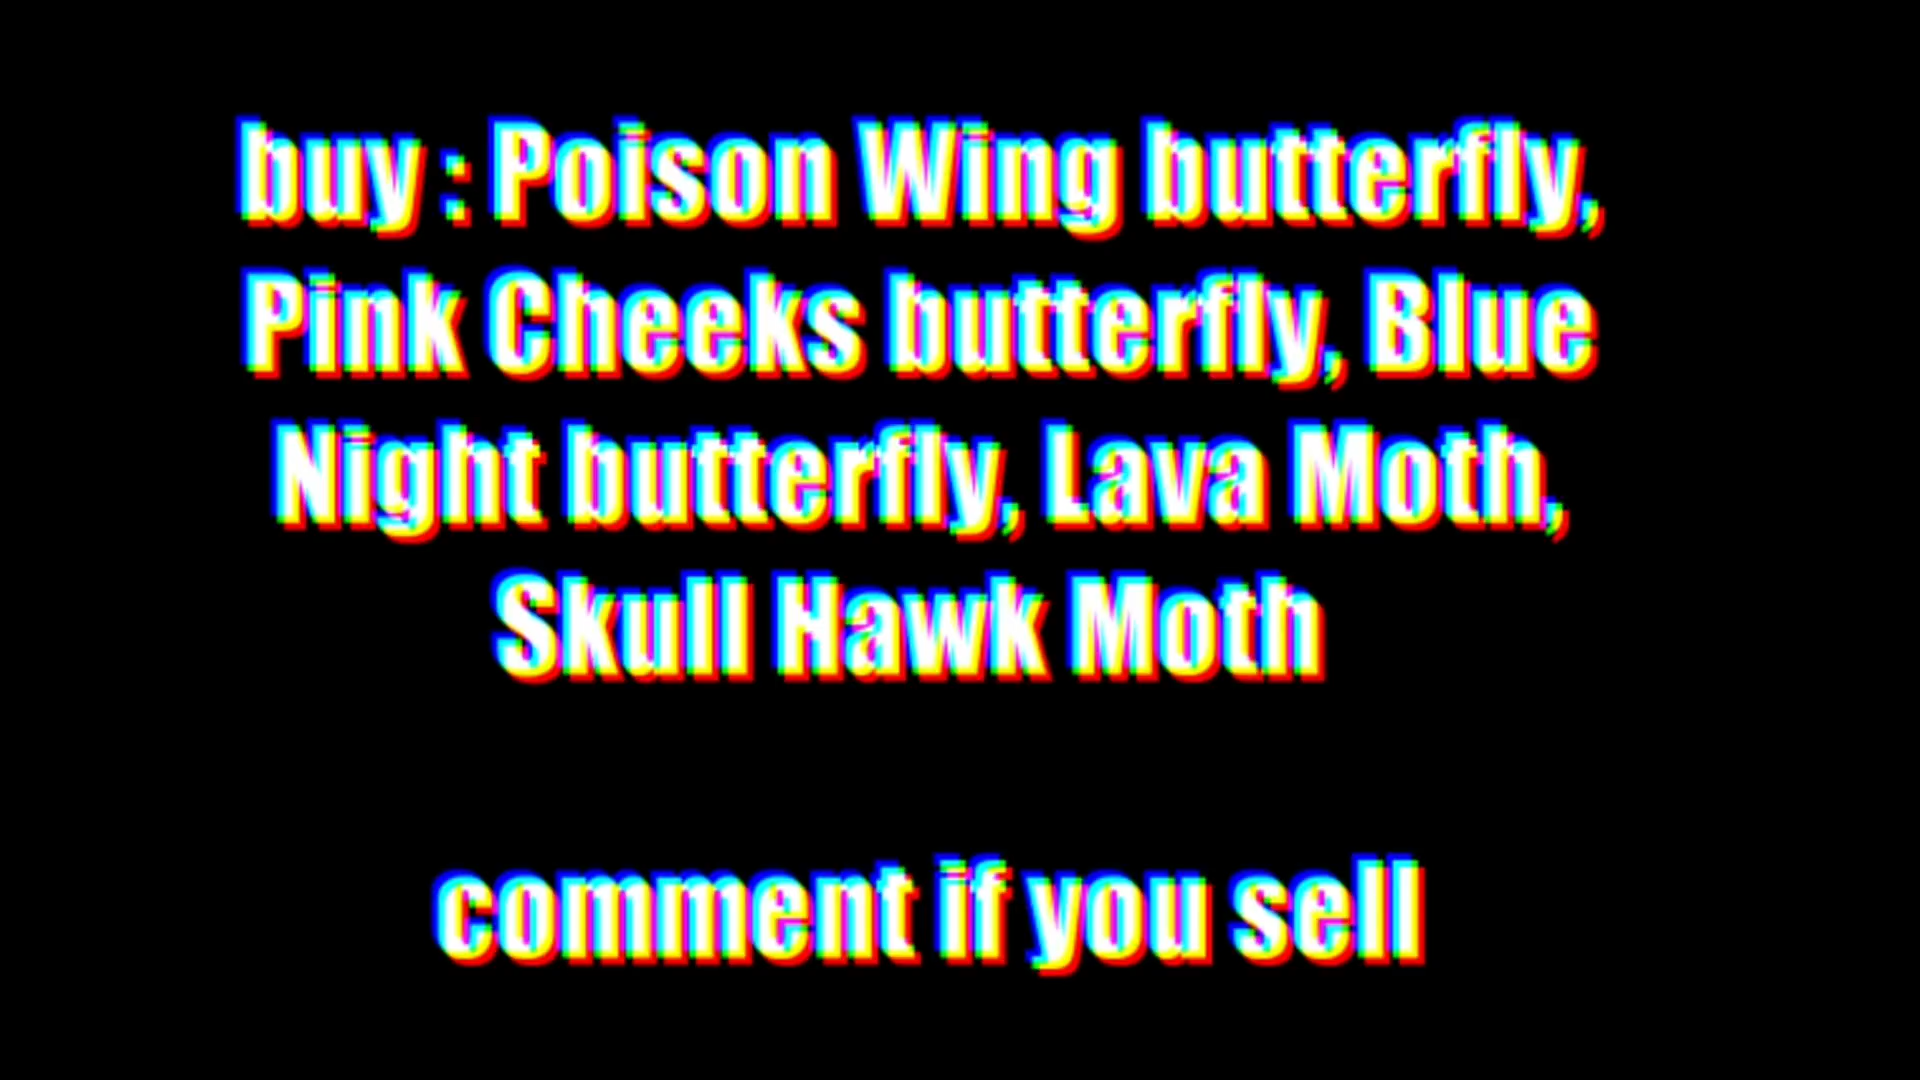 buy : Poison Wing butterfly,
Pink Cheeks butterfly, Blue
Night butterfly, Lava Moth,
Skull Hawk Moth
comment if you sell